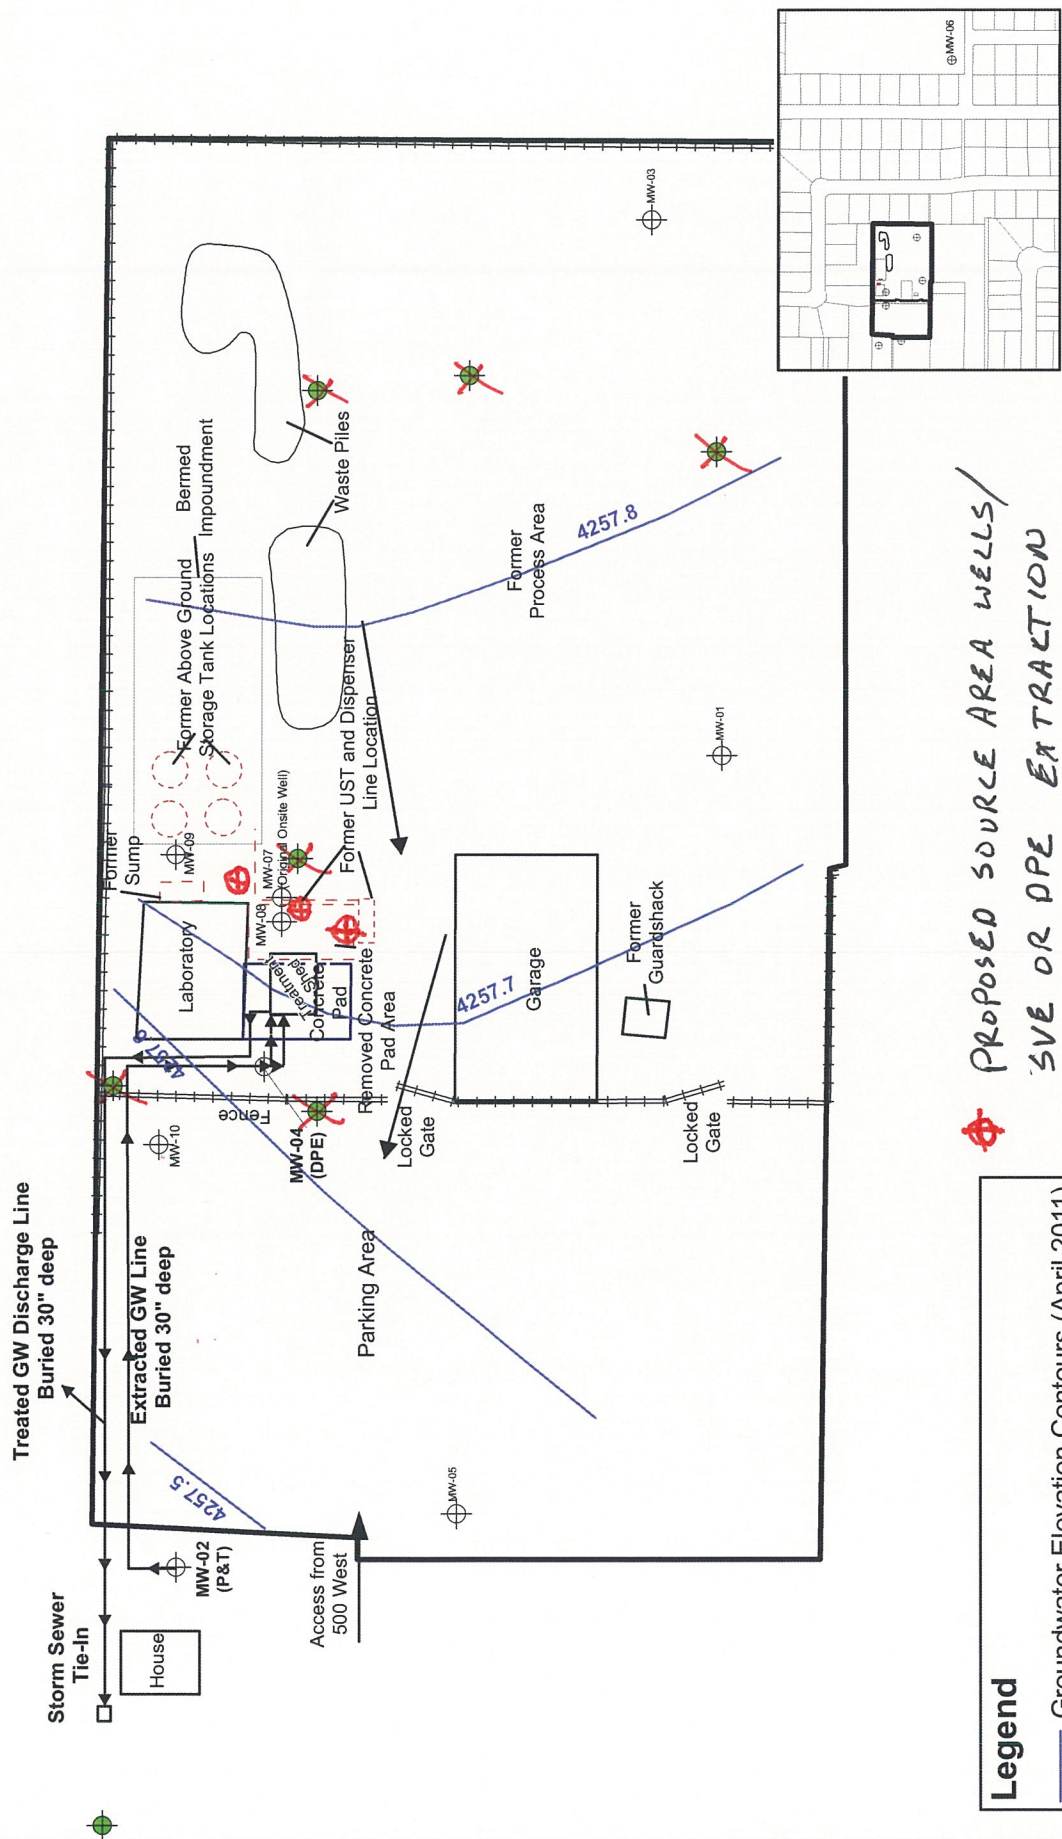 Treated GW Discharge Line
Buried 30" deep
Storm Sewer
Tie-In
House
MW-02
(P&T)
Extracted GW Line
Buried 30" deep
4257.5
Access from
500 West
MW-05
Parking Area
MW-10
Fence
MW-04
(DPE)
4257.6
Locked
Gate
Locked
Gate
Laboratory
Treatment
Shed
Concrete
Pad
Removed Concrete
Pad Area
Former
Sump
MW-09
MW-08
MW-07
(Original Onsite Well)
Former UST and Dispenser
Line Location
Former Above Ground
Storage Tank Locations
Bermed
Impoundment
Waste Piles
4257.7
Garage
Former
Guardshack
MW-01
Former
Process Area
4257.8
MW-03
MW-06
PROPOSED SOURCE AREA WELLS/
SVE OR DPE EXTRAKTION
Legend
Groundwater Elevation Contours (April 2011)